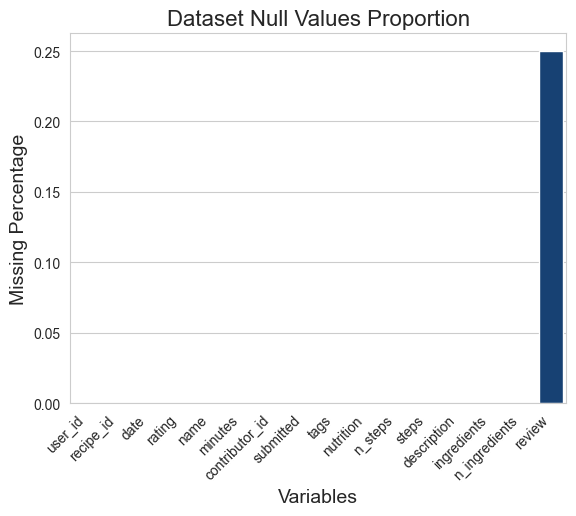 Dataset Null Values Proportion
Missing Percentage
0.25
0.20
0.15
0.10
0.05
0.00
user_id
recipe_id
date
rating
name
minutes
contributor_id
submitted
tags
nutrition
n_steps
steps
description
ingredients
n_ingredients
review
Variables